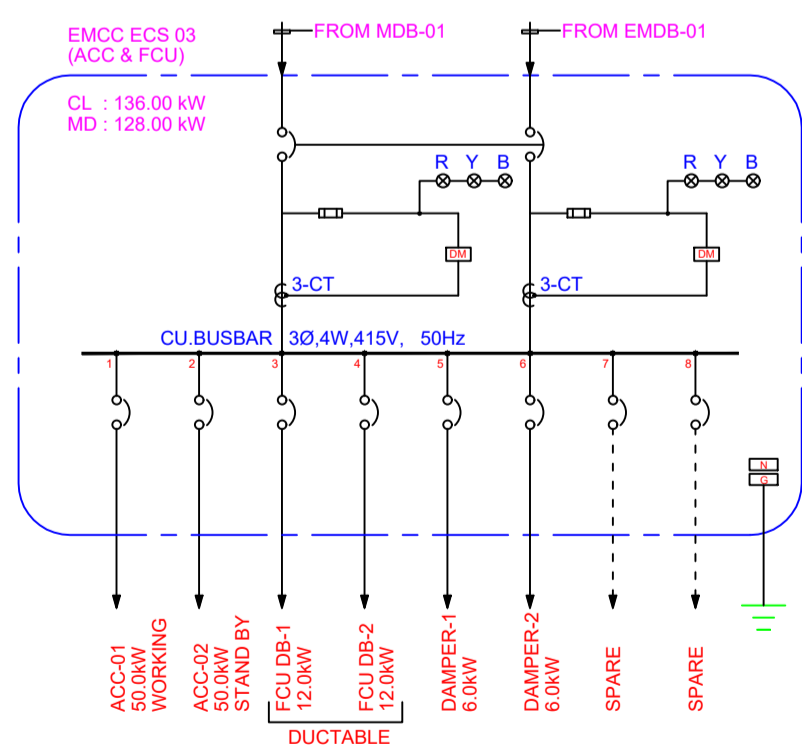 EMCC ECS 03
(ACC & FCU)
FROM MDB-01
FROM EMDB-01
CL : 136.00 kW
MD : 128.00 kW
R Y B
R Y B
DM
DM
3-CT
3-CT
CU.BUSBAR 3Ø,4W,415V, 50Hz
1
2
3
4
5
6
7
8
N
G
ACC-01
50.0kW
WORKING
ACC-02
50.0kW
STAND BY
FCU DB-1
12.0kW
FCU DB-2
12.0kW
DAMPER-1
6.0kW
DAMPER-2
6.0kW
SPARE
SPARE
DUCTABLE